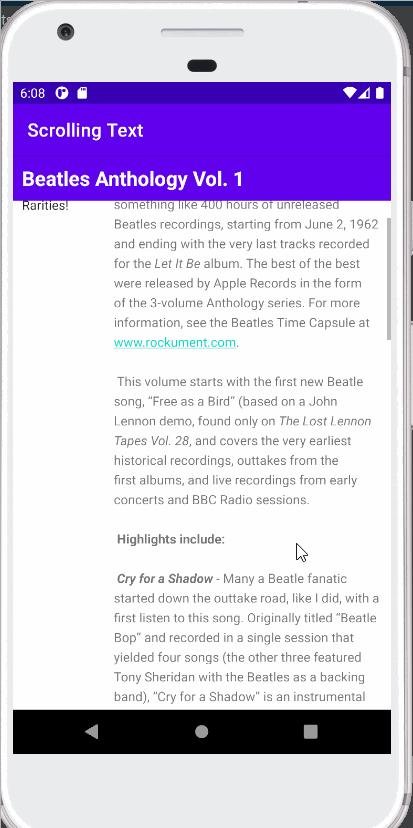 6:08
Scrolling Text
Beatles Anthology Vol. 1
Rarities!
something like 400 hours of unreleased
Beatles recordings, starting from June 2, 1962
and ending with the very last tracks recorded
for the Let It Be album. The best of the best
were released by Apple Records in the form
of the 3-volume Anthology series. For more
information, see the Beatles Time Capsule at
www.rockument.com.
This volume starts with the first new Beatle
song, “Free as a Bird” (based on a John
Lennon demo, found only on The Lost Lennon
Tapes Vol. 28, and covers the very earliest
historical recordings, outtakes from the
first albums, and live recordings from early
concerts and BBC Radio sessions.
Highlights include:
Cry for a Shadow - Many a Beatle fanatic
started down the outtake road, like I did, with a
first listen to this song. Originally titled “Beatle
Bop” and recorded in a single session that
yielded four songs (the other three featured
Tony Sheridan with the Beatles as a backing
band), “Cry for a Shadow” is an instrumental